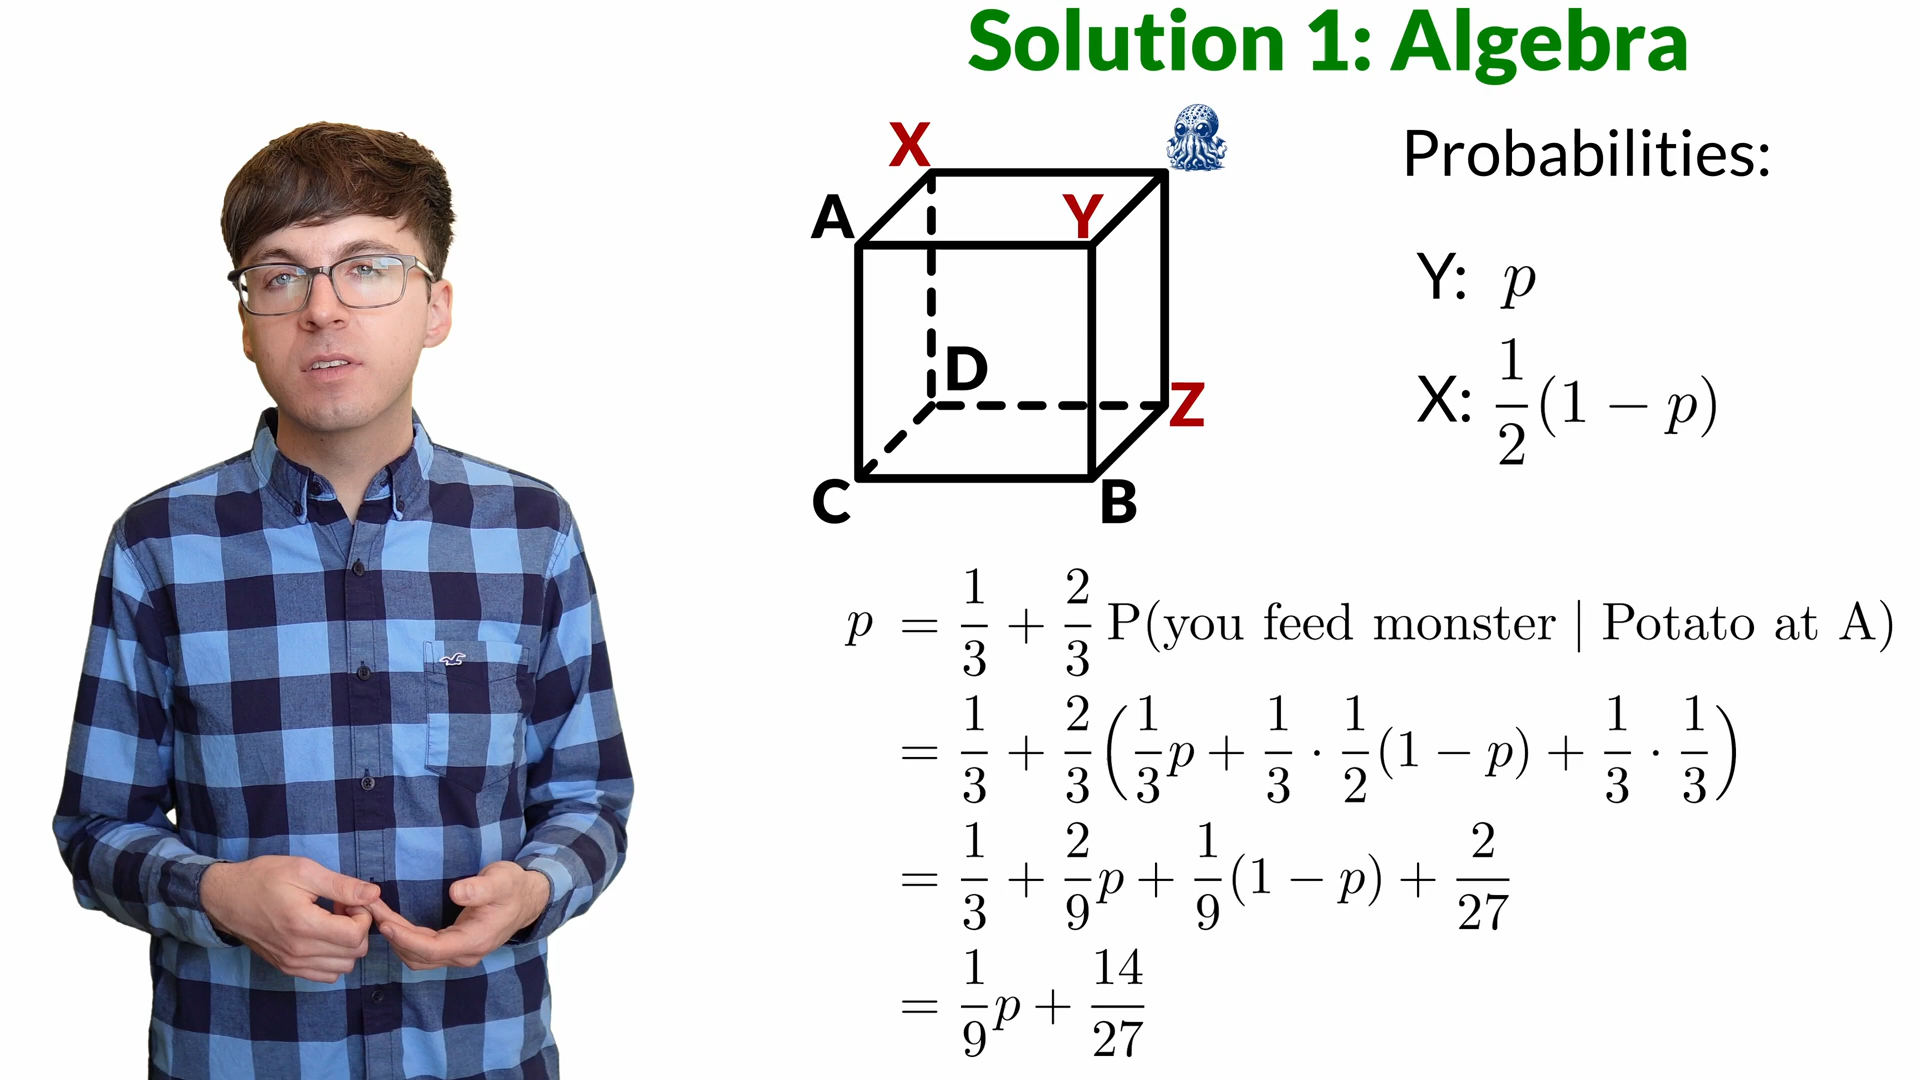 Solution 1: Algebra
X
A
Y
D
Z
C
B
Probabilities:
Y: p
X: 1/2(1 − p)
p = 1/3 + 2/3 P(you feed monster | Potato at A)
= 1/3 + 2/3 (1/3 p + 1/3 · 1/2 (1 − p) + 1/3 · 1/3)
= 1/3 + 2/9 p + 1/9 (1 − p) + 2/27
= 1/9 p + 14/27